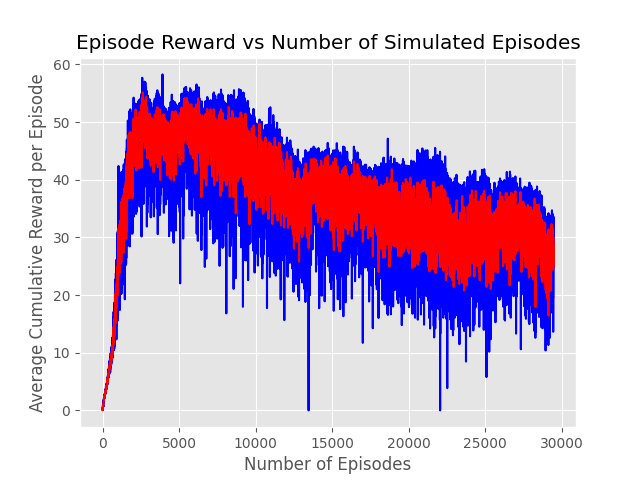 Episode Reward vs Number of Simulated Episodes
Average Cumulative Reward per Episode
60
50
40
30
20
10
0
0 5000 10000 15000 20000 25000 30000
Number of Episodes